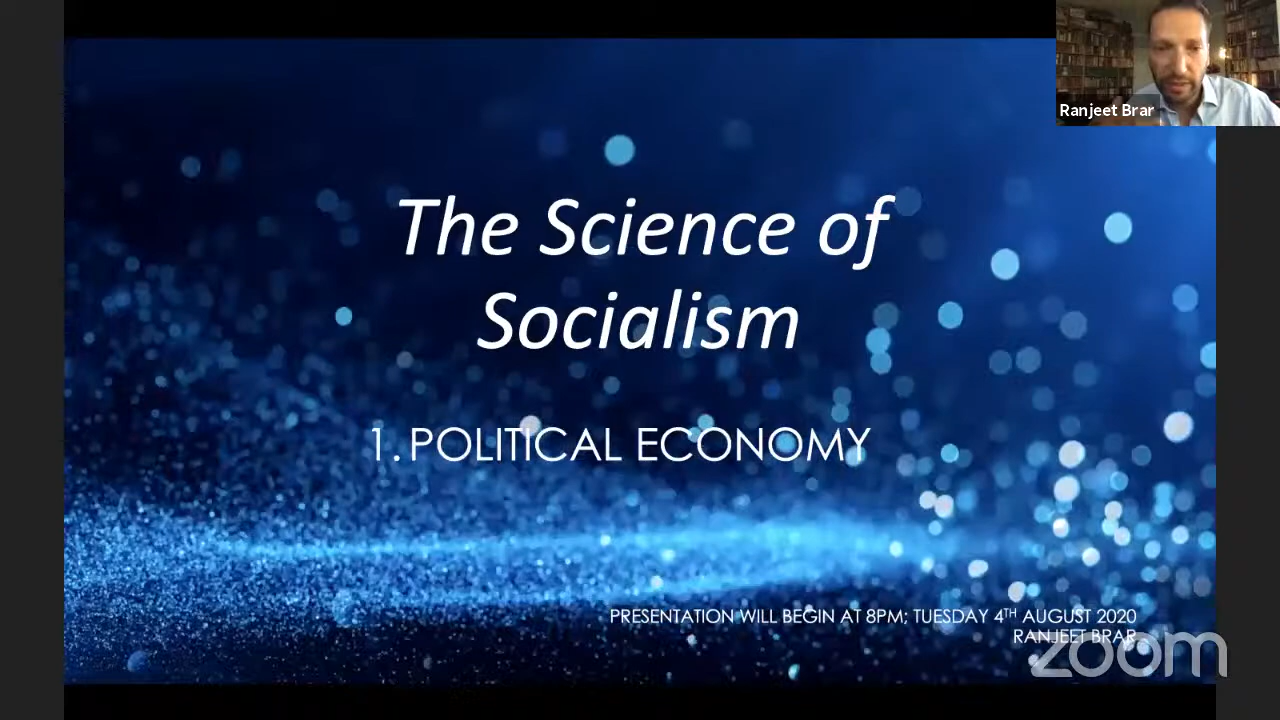 Ranjeet Brar
The Science of
Socialism
1. POLITICAL ECONOMY
PRESENTATION WILL BEGIN AT 8PM; TUESDAY 4TH AUGUST 2020
RANJEET BRAR
zoom